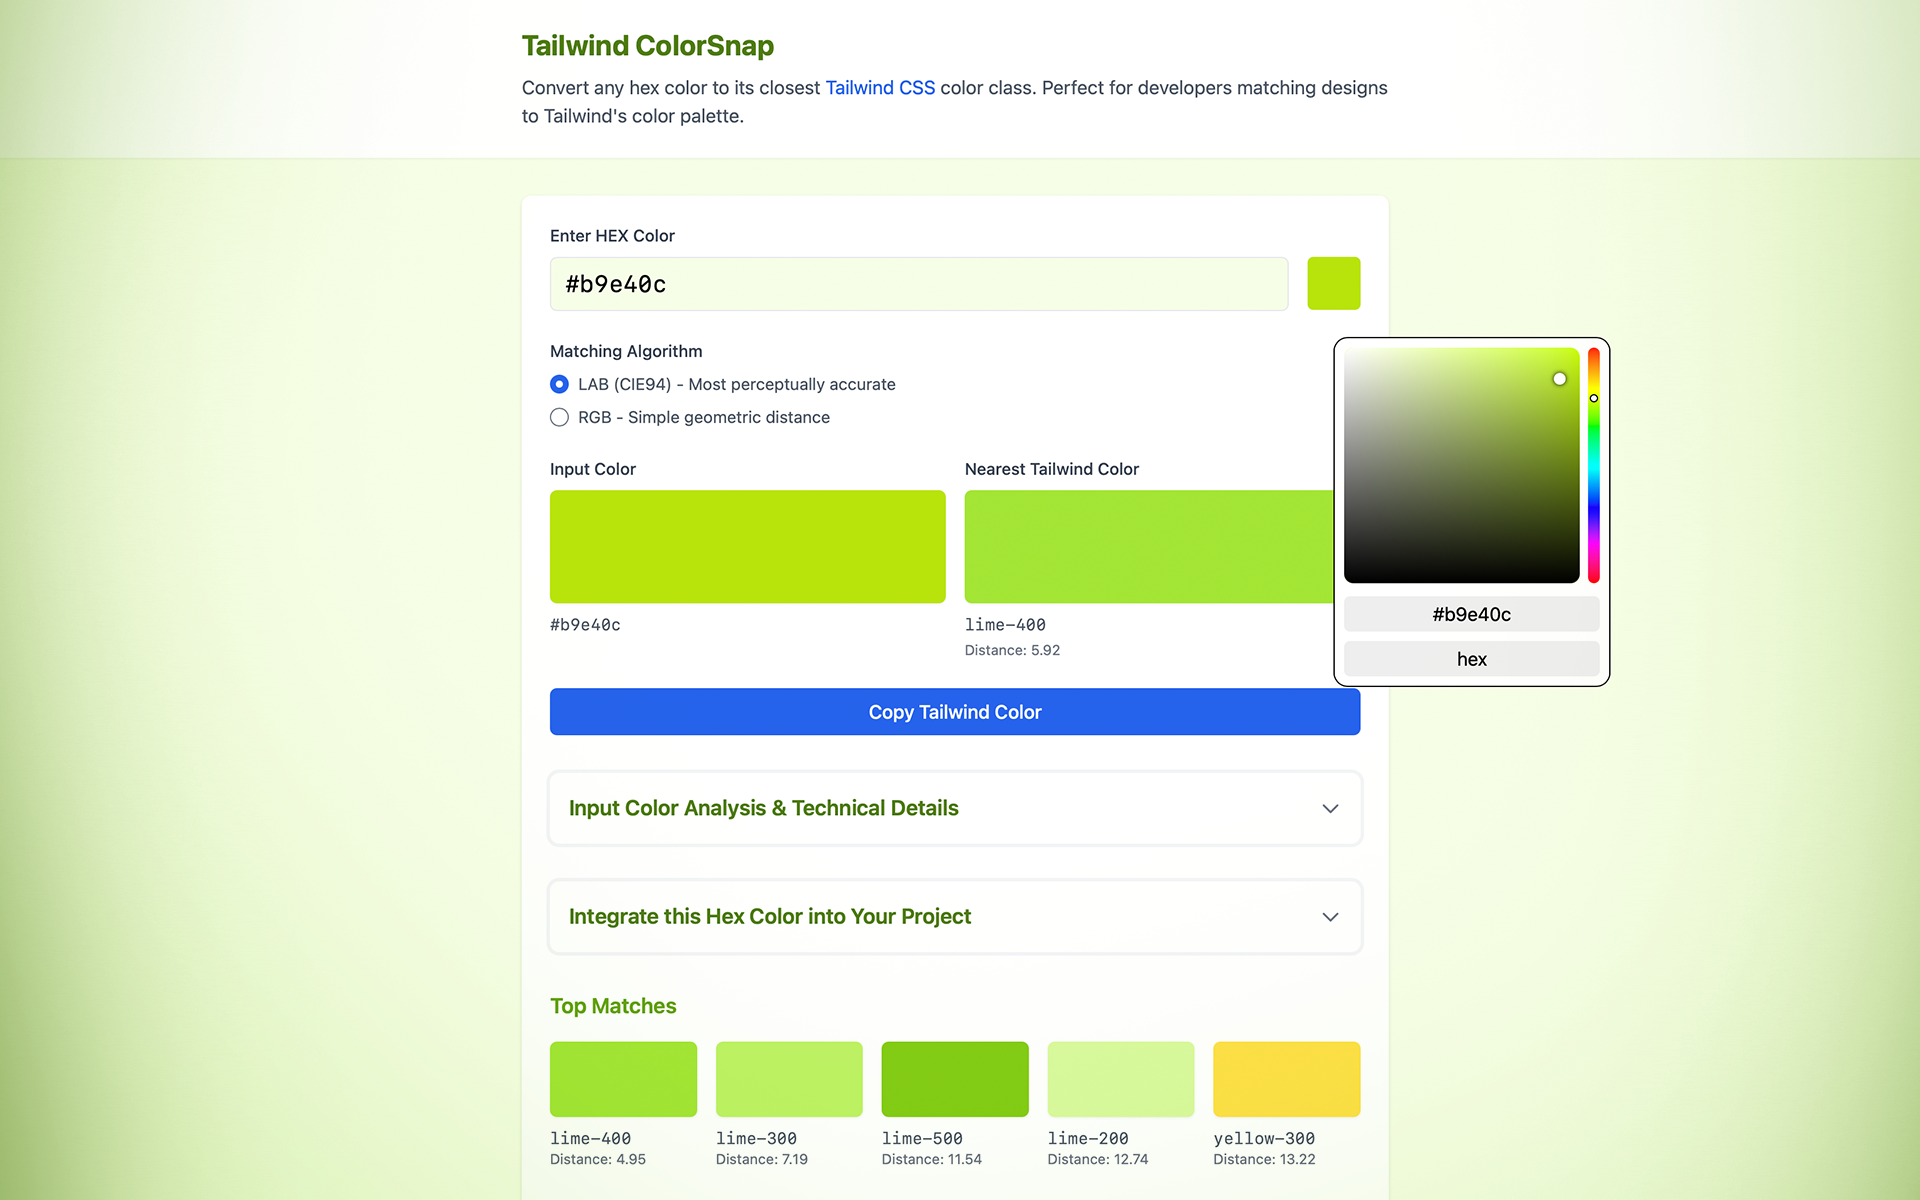 Tailwind ColorSnap
Convert any hex color to its closest Tailwind CSS color class. Perfect for developers matching designs
to Tailwind's color palette.
Enter HEX Color
#b9e40c
Matching Algorithm
LAB (CIE94) - Most perceptually accurate
RGB - Simple geometric distance
Input Color
Nearest Tailwind Color
#b9e40c
lime-400
Distance: 5.92
#b9e40c
hex
Copy Tailwind Color
Input Color Analysis & Technical Details
Integrate this Hex Color into Your Project
Top Matches
lime-400
Distance: 4.95
lime-300
Distance: 7.19
lime-500
Distance: 11.54
lime-200
Distance: 12.74
yellow-300
Distance: 13.22